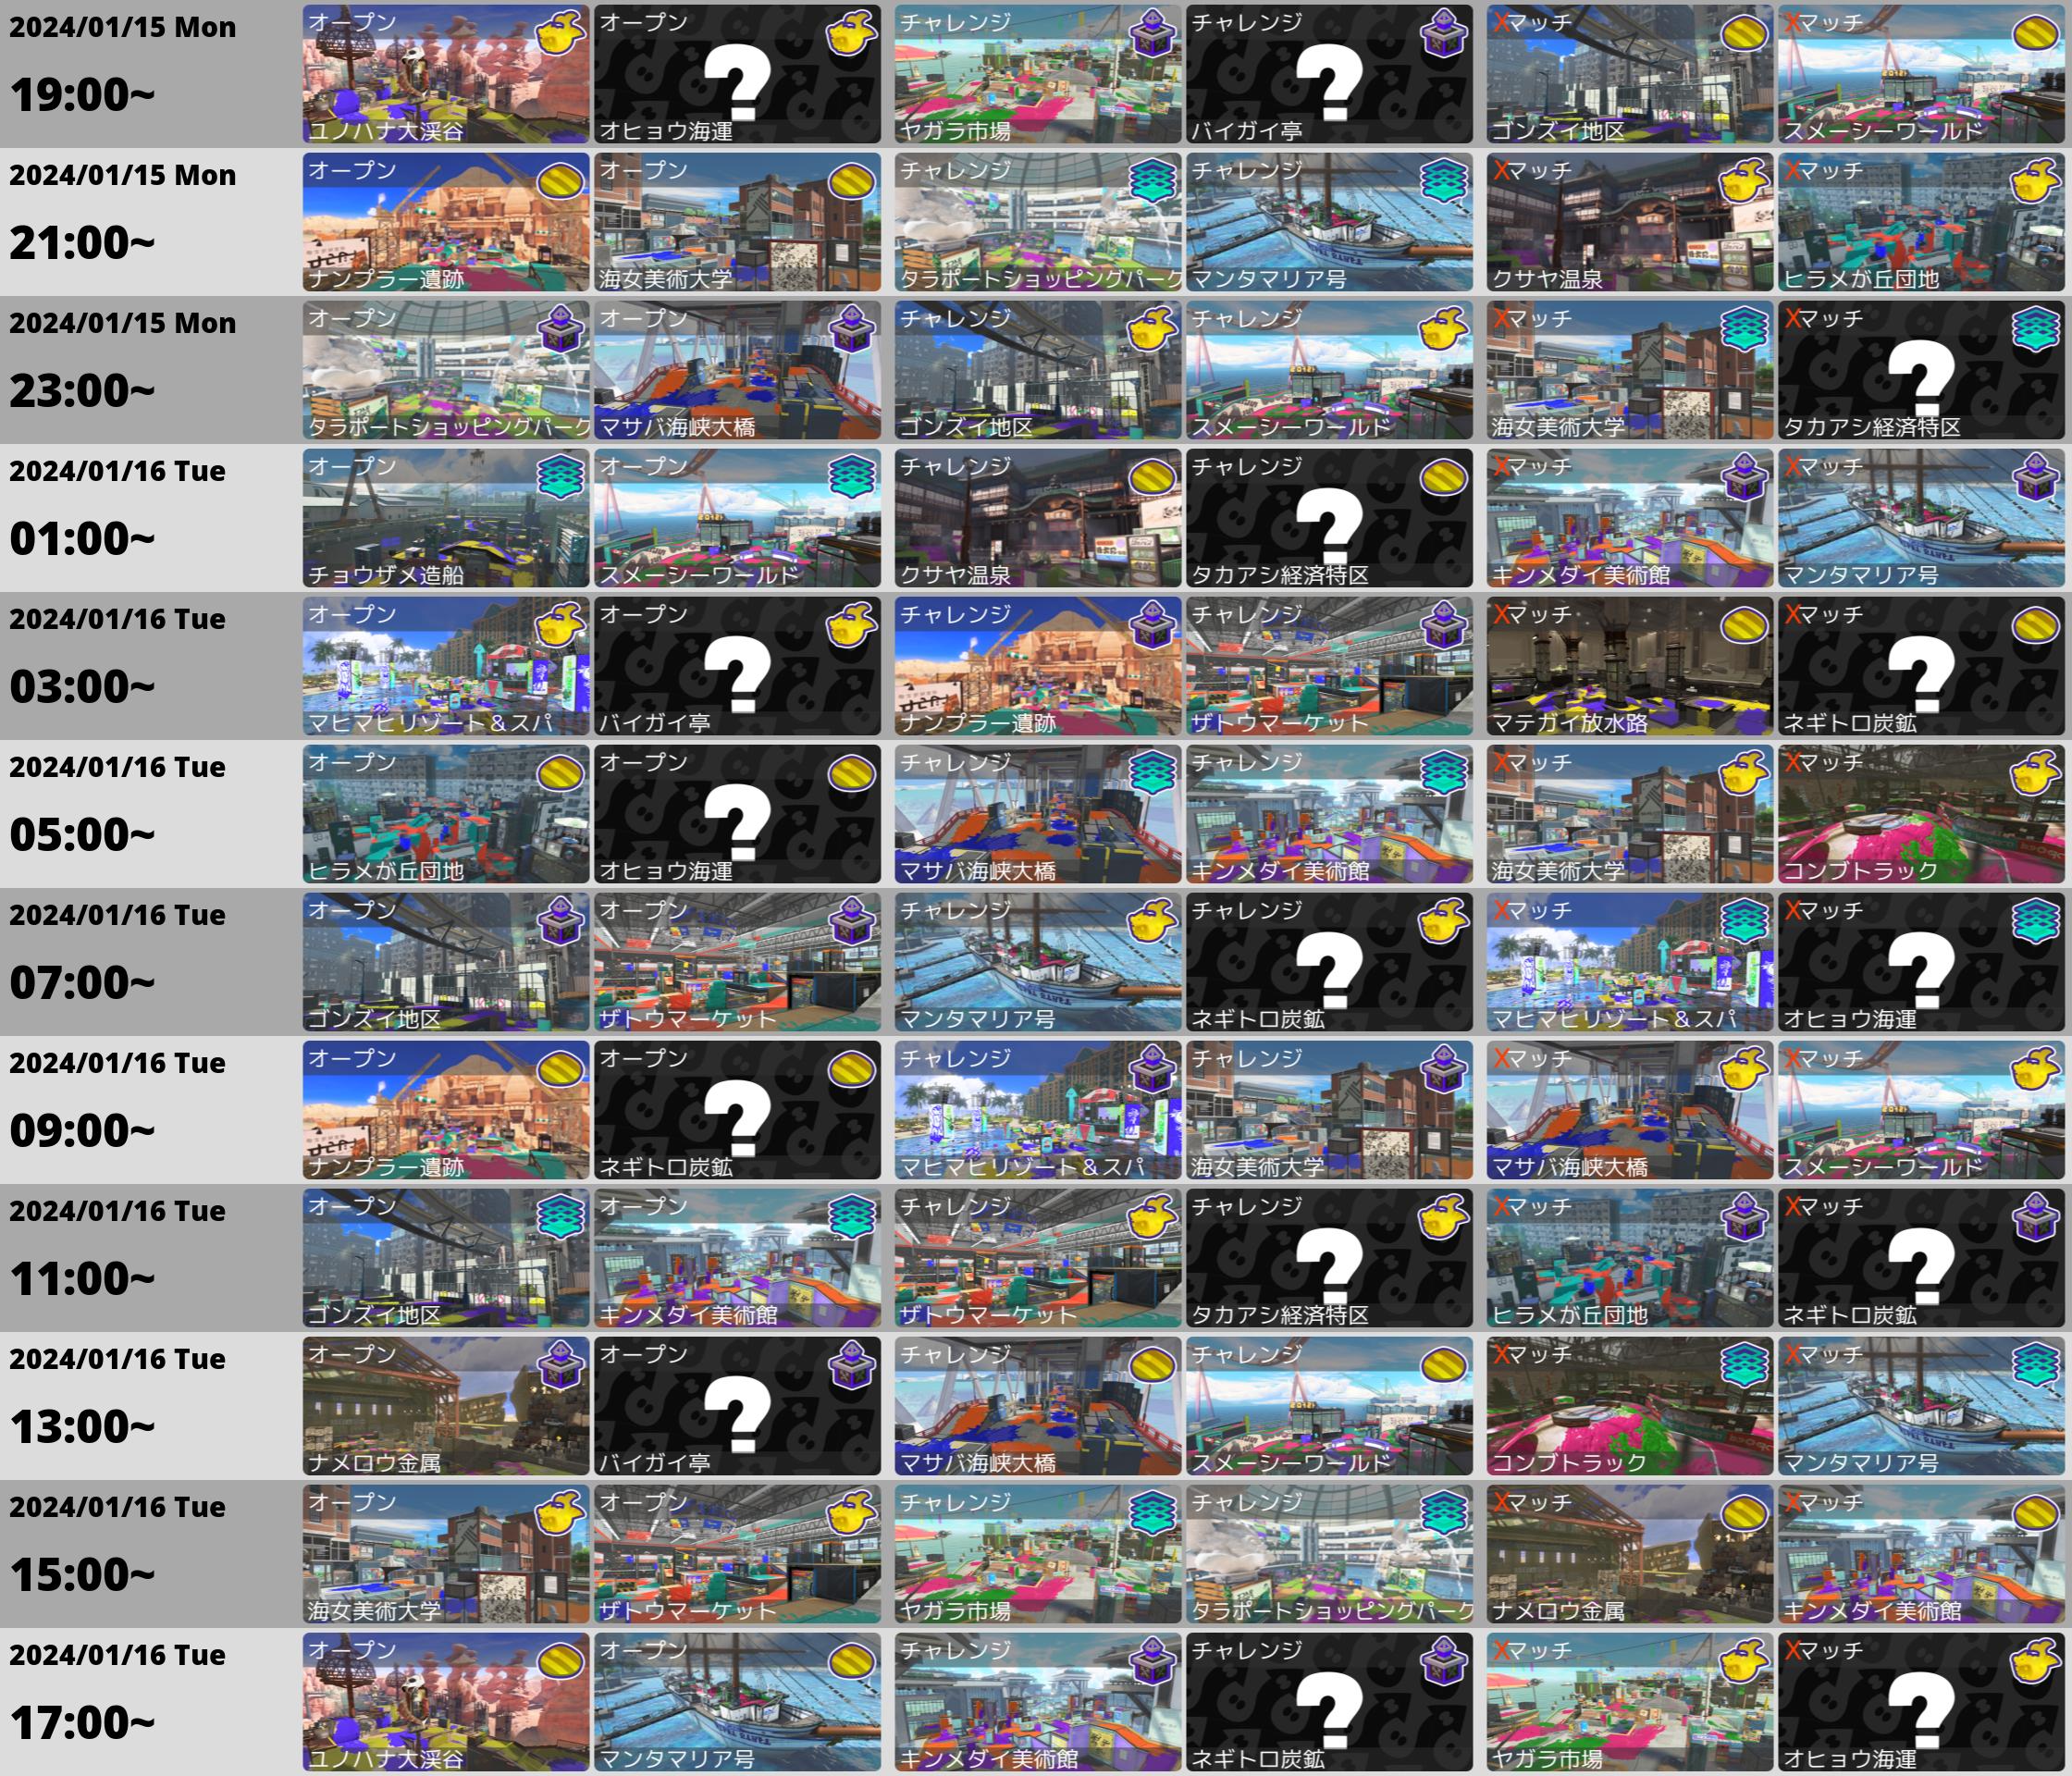 2024/01/15 Mon
19:00~
オープン
ユノハナ大渓谷
オープン
オヒョウ海運
チャレンジ
ヤガラ市場
チャレンジ
バイガイ亭
Xマッチ
ゴンズイ地区
Xマッチ
スメーシーワールド
2024/01/15 Mon
21:00~
オープン
ナンプラー遺跡
オープン
海女美術大学
チャレンジ
タラポートショッピングパーク
チャレンジ
マンタマリア号
Xマッチ
クサヤ温泉
Xマッチ
ヒラメが丘団地
2024/01/15 Mon
23:00~
オープン
タラポートショッピングパーク
オープン
マサバ海峡大橋
チャレンジ
ゴンズイ地区
チャレンジ
スメーシーワールド
Xマッチ
海女美術大学
Xマッチ
タカアシ経済特区
2024/01/16 Tue
01:00~
オープン
チョウザメ造船
オープン
スメーシーワールド
チャレンジ
クサヤ温泉
チャレンジ
タカアシ経済特区
Xマッチ
キンメダイ美術館
Xマッチ
マンタマリア号
2024/01/16 Tue
03:00~
オープン
マヒマヒリゾート＆スパ
オープン
バイガイ亭
チャレンジ
ナンプラー遺跡
チャレンジ
ザトウマーケット
Xマッチ
マテガイ放水路
Xマッチ
ネギトロ炭鉱
2024/01/16 Tue
05:00~
オープン
ヒラメが丘団地
オープン
オヒョウ海運
チャレンジ
マサバ海峡大橋
チャレンジ
キンメダイ美術館
Xマッチ
海女美術大学
Xマッチ
コンブトラック
2024/01/16 Tue
07:00~
オープン
ゴンズイ地区
オープン
ザトウマーケット
チャレンジ
マンタマリア号
チャレンジ
ネギトロ炭鉱
Xマッチ
マヒマヒリゾート＆スパ
Xマッチ
オヒョウ海運
2024/01/16 Tue
09:00~
オープン
ナンプラー遺跡
オープン
ネギトロ炭鉱
チャレンジ
マヒマヒリゾート＆スパ
チャレンジ
海女美術大学
Xマッチ
マサバ海峡大橋
Xマッチ
スメーシーワールド
2024/01/16 Tue
11:00~
オープン
ゴンズイ地区
オープン
キンメダイ美術館
チャレンジ
ザトウマーケット
チャレンジ
タカアシ経済特区
Xマッチ
ヒラメが丘団地
Xマッチ
ネギトロ炭鉱
2024/01/16 Tue
13:00~
オープン
ナメロウ金属
オープン
バイガイ亭
チャレンジ
マサバ海峡大橋
チャレンジ
スメーシーワールド
Xマッチ
コンブトラック
Xマッチ
マンタマリア号
2024/01/16 Tue
15:00~
オープン
海女美術大学
オープン
ザトウマーケット
チャレンジ
ヤガラ市場
チャレンジ
タラポートショッピングパーク
Xマッチ
ナメロウ金属
Xマッチ
キンメダイ美術館
2024/01/16 Tue
17:00~
オープン
ユノハナ大渓谷
オープン
マンタマリア号
チャレンジ
キンメダイ美術館
チャレンジ
ネギトロ炭鉱
Xマッチ
ヤガラ市場
Xマッチ
オヒョウ海運